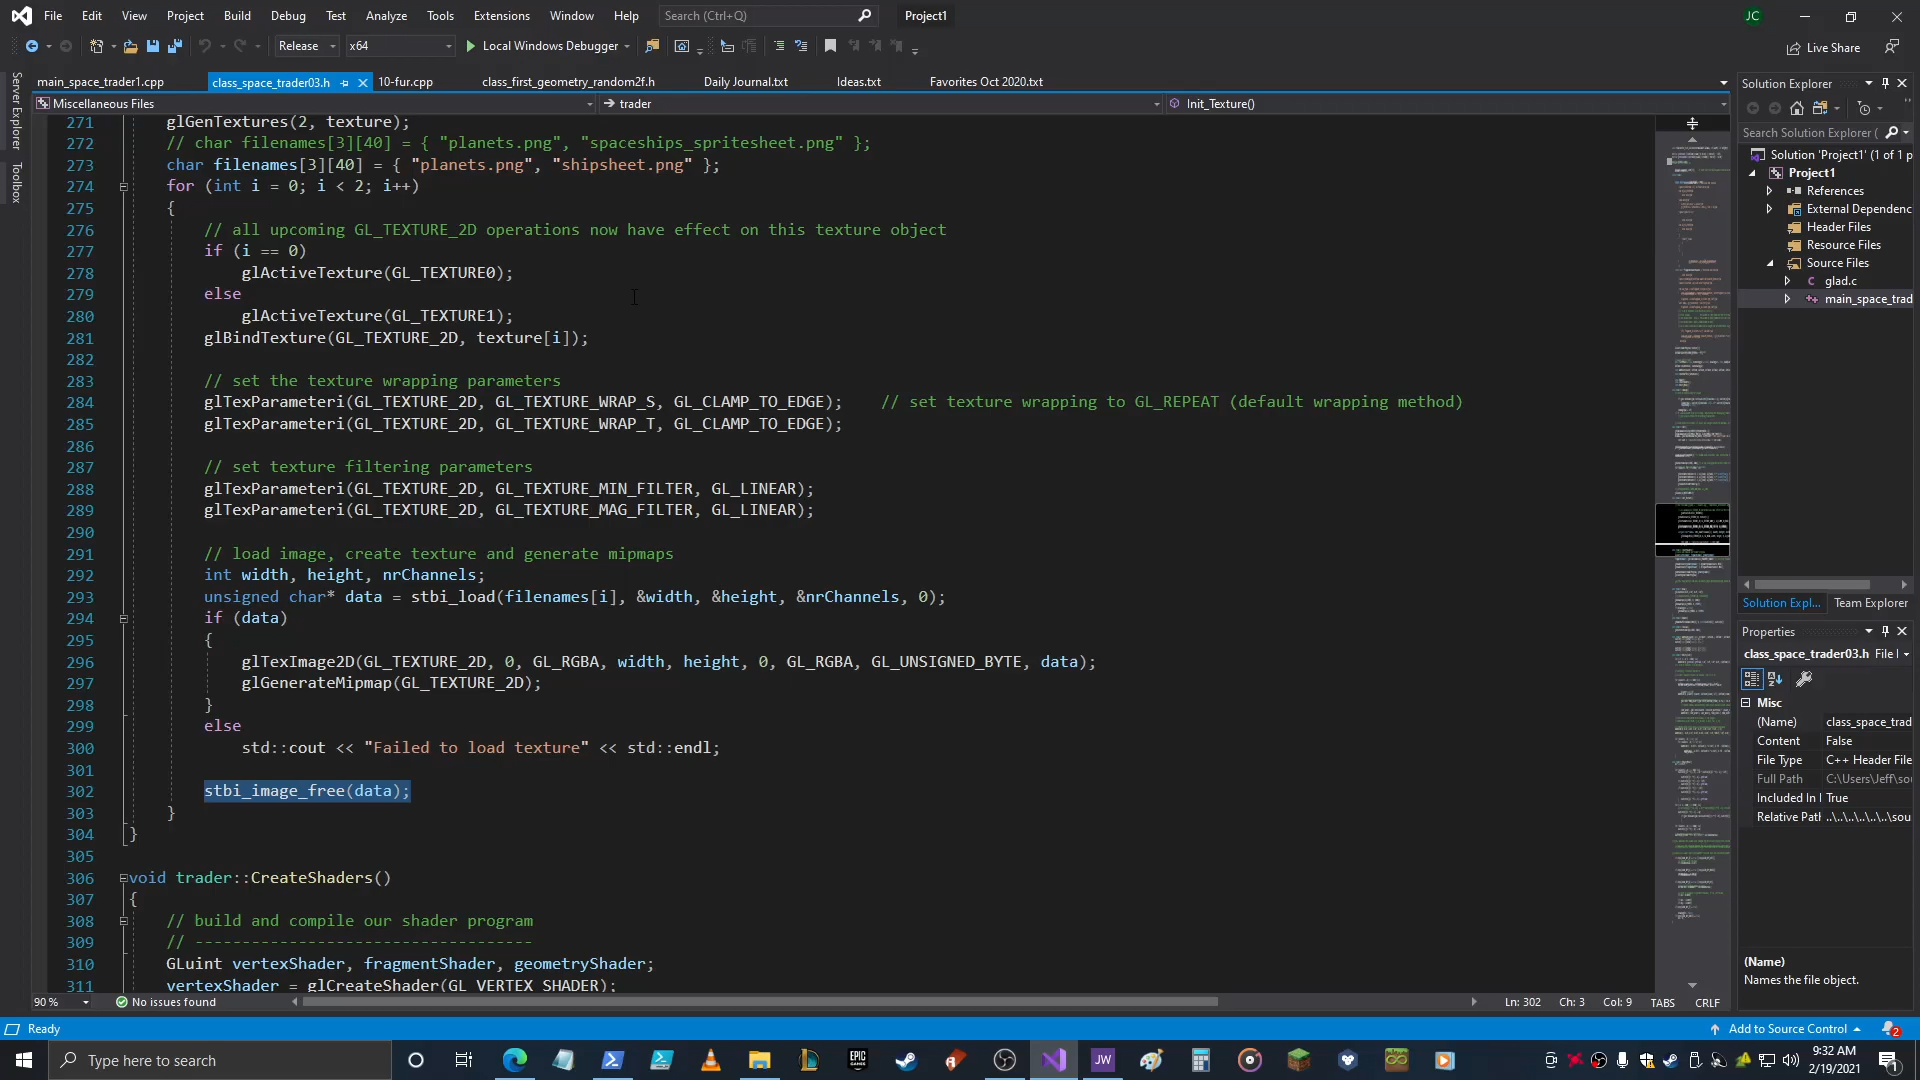 File Edit View Project Build Debug Test Analyze Tools Extensions Window Help Search (Ctrl+Q) Project1 JC
Release x64 Local Windows Debugger Live Share
Server Explorer
Toolbox
main_space_trader1.cpp class_space_trader03.h 10-fur.cpp class_first_geometry_random2f.h Daily Journal.txt Ideas.txt Favorites Oct 2020.txt
Miscellaneous Files trader Init_Texture()
271 glGenTextures(2, texture);
272 // char filenames[3][40] = { "planets.png", "spaceships_spritesheet.png" };
273 char filenames[3][40] = { "planets.png", "shipsheet.png" };
274 for (int i = 0; i < 2; i++)
275 {
276 // all upcoming GL_TEXTURE_2D operations now have effect on this texture object
277 if (i == 0)
278 glActiveTexture(GL_TEXTURE0);
279 else
280 glActiveTexture(GL_TEXTURE1);
281 glBindTexture(GL_TEXTURE_2D, texture[i]);
282
283 // set the texture wrapping parameters
284 glTexParameteri(GL_TEXTURE_2D, GL_TEXTURE_WRAP_S, GL_CLAMP_TO_EDGE); // set texture wrapping to GL_REPEAT (default wrapping method)
285 glTexParameteri(GL_TEXTURE_2D, GL_TEXTURE_WRAP_T, GL_CLAMP_TO_EDGE);
286
287 // set texture filtering parameters
288 glTexParameteri(GL_TEXTURE_2D, GL_TEXTURE_MIN_FILTER, GL_LINEAR);
289 glTexParameteri(GL_TEXTURE_2D, GL_TEXTURE_MAG_FILTER, GL_LINEAR);
290
291 // load image, create texture and generate mipmaps
292 int width, height, nrChannels;
293 unsigned char* data = stbi_load(filenames[i], &width, &height, &nrChannels, 0);
294 if (data)
295 {
296 glTexImage2D(GL_TEXTURE_2D, 0, GL_RGBA, width, height, 0, GL_RGBA, GL_UNSIGNED_BYTE, data);
297 glGenerateMipmap(GL_TEXTURE_2D);
298 }
299 else
300 std::cout << "Failed to load texture" << std::endl;
301
302 stbi_image_free(data);
303 }
304 }
305
306 void trader::CreateShaders()
307 {
308 // build and compile our shader program
309 // ------------------------------------
310 GLuint vertexShader, fragmentShader, geometryShader;
311 vertexShader = glCreateShader(GL_VERTEX_SHADER);
90 % No issues found Ln: 302 Ch: 3 Col: 9 TABS CRLF
Solution Explorer
Search Solution Explorer (
Solution 'Project1' (1 of 1 p
Project1
References
External Dependenc
Header Files
Resource Files
Source Files
glad.c
main_space_trad
Solution Expl... Team Explorer
Properties
class_space_trader03.h File
Misc
(Name) class_space_trad
Content False
File Type C++ Header File
Full Path C:\Users\Jeff\so
Included In True
Relative Path ..\..\..\..\..\sou
(Name)
Names the file object.
Ready Add to Source Control 2
Type here to search EPIC GAMES JW 9:32 AM
2/19/2021 1